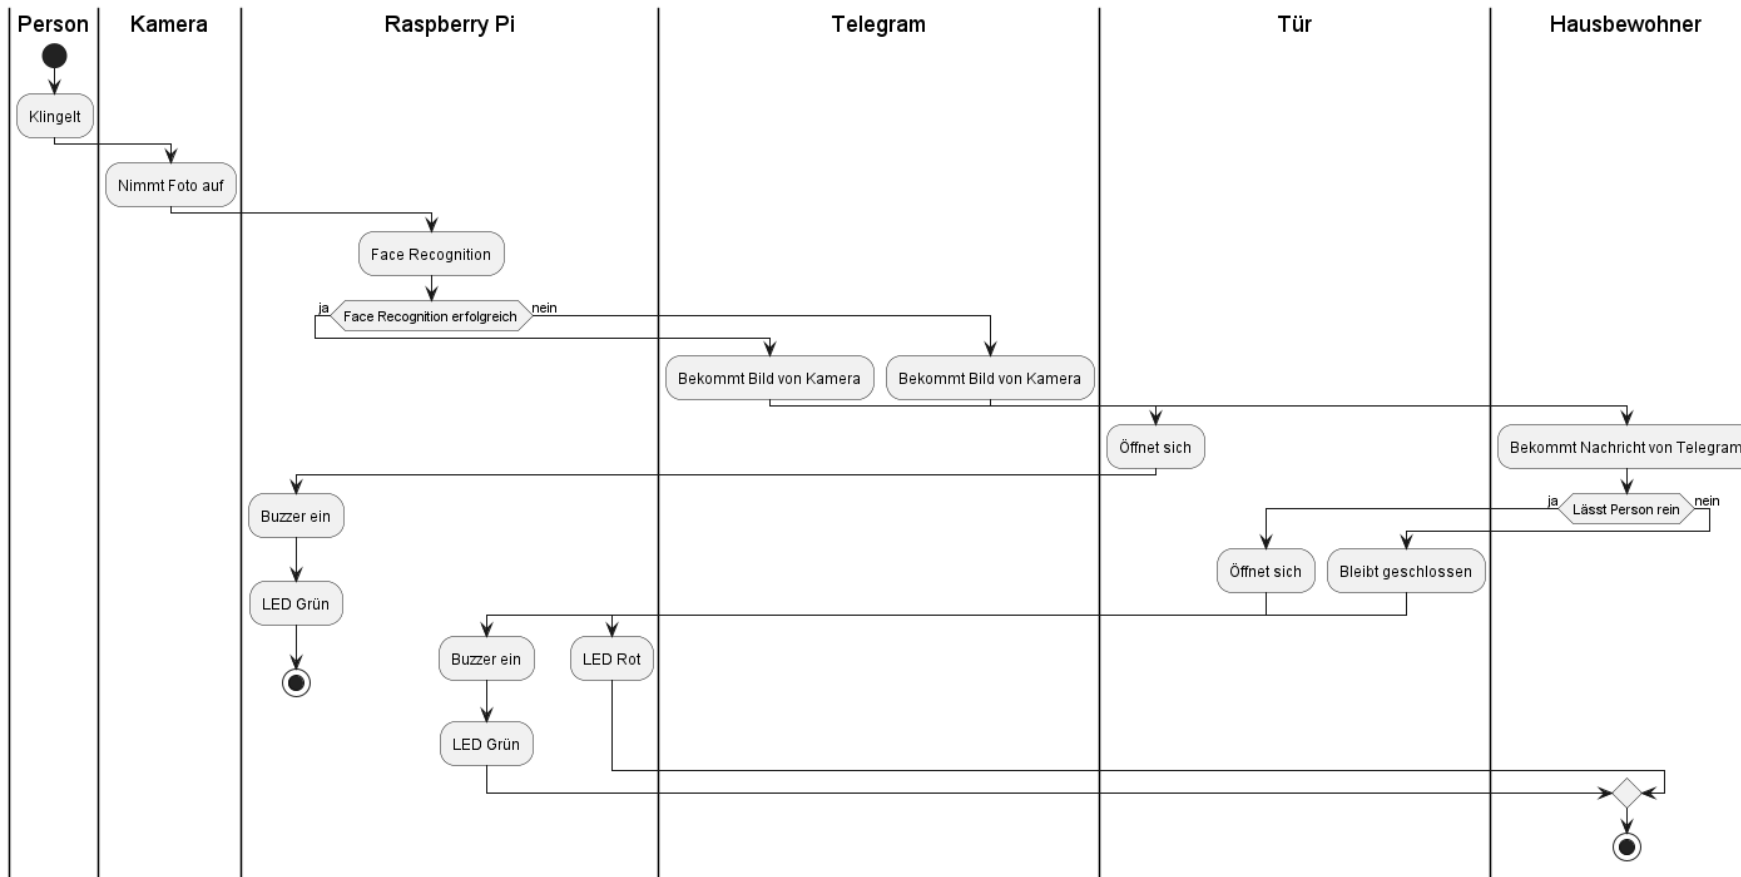 Person
Kamera
Raspberry Pi
Telegram
Tür
Hausbewohner
Klingelt
Nimmt Foto auf
Face Recognition
ja
Face Recognition erfolgreich
nein
Bekommt Bild von Kamera
Bekommt Bild von Kamera
Öffnet sich
Bekommt Nachricht von Telegram
ja
Lässt Person rein
nein
Buzzer ein
Öffnet sich
Bleibt geschlossen
LED Grün
Buzzer ein
LED Rot
LED Grün